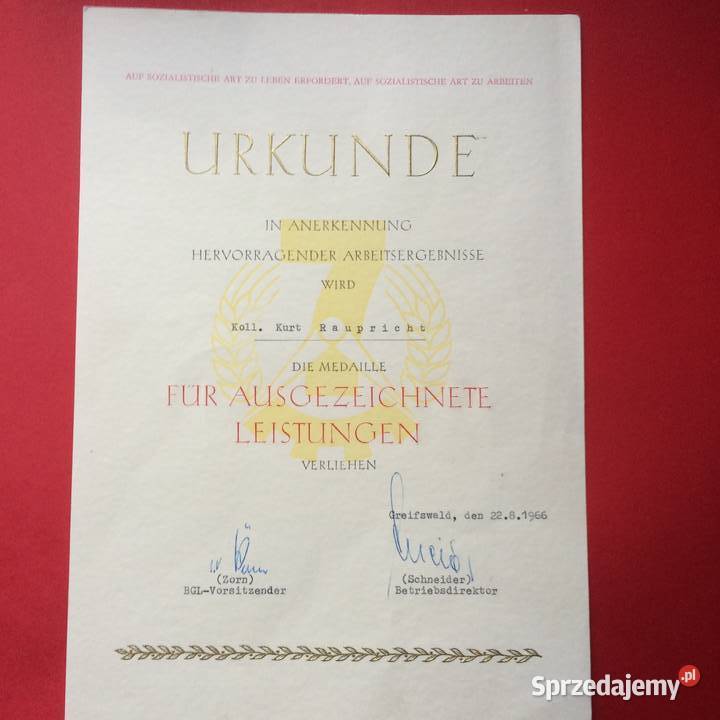 AUF SOZIALISTISCHE ART ZU LEBEN ERFORDERT, AUF SOZIALISTISCHE ART ZU ARBEITEN
URKUNDE
IN ANERKENNUNG
HERVORRAGENDER ARBEITSERGEBNISSE
WIRD
Koll. Kurt Raupricht
DIE MEDAILLE
FÜR AUSGEZEICHNETE
LEISTUNGEN
VERLIEHEN
Greifswald, den 22.8.1966
(Zorn)
BGL-Vorsitzender
(Schneider)
Betriebsdirektor
Sprzedajemy.pl